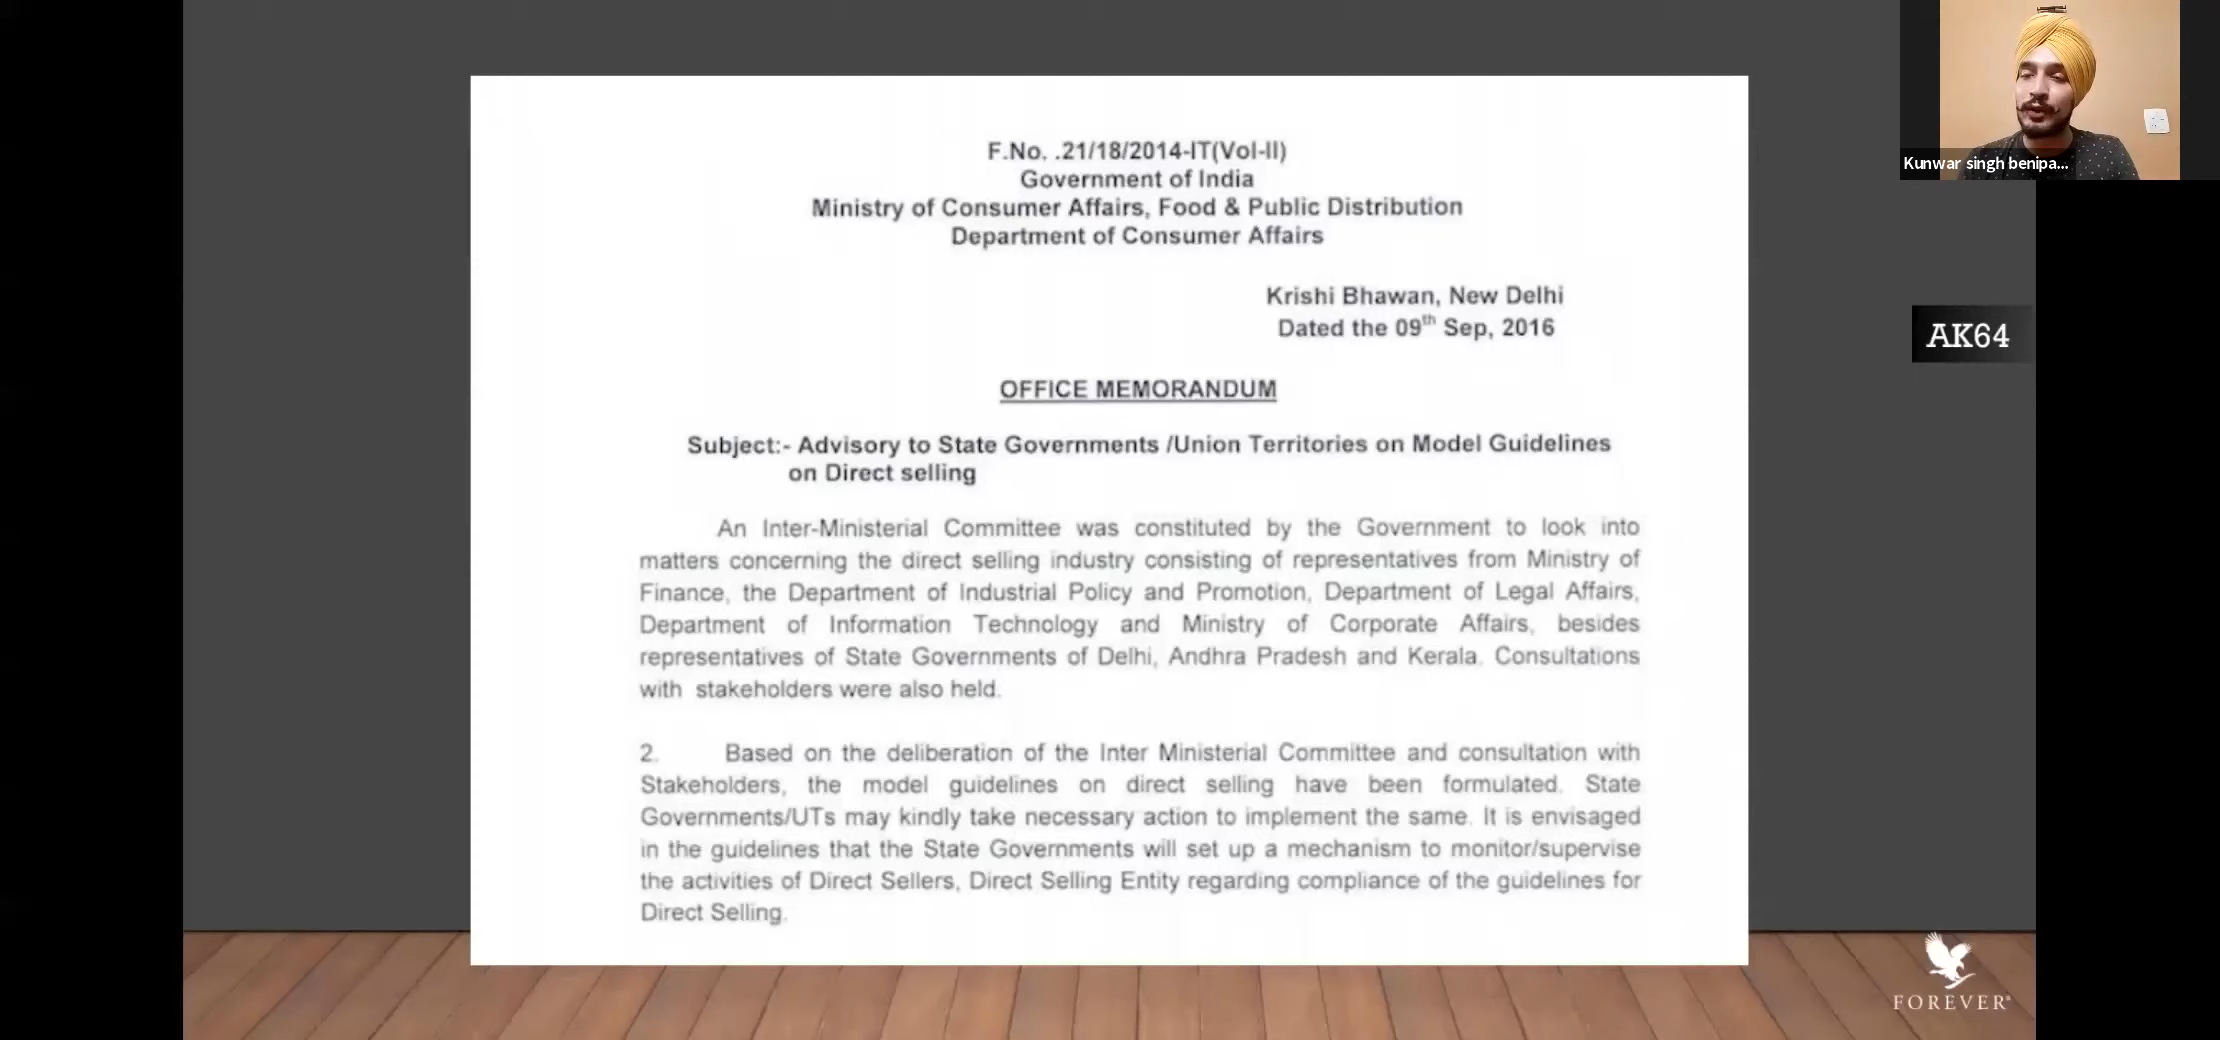 F.No. .21/18/2014-IT(Vol-II)
Government of India
Ministry of Consumer Affairs, Food & Public Distribution
Department of Consumer Affairs
Krishi Bhawan, New Delhi
Dated the 09th Sep, 2016
OFFICE MEMORANDUM
Subject:- Advisory to State Governments /Union Territories on Model Guidelines
on Direct selling
An Inter-Ministerial Committee was constituted by the Government to look into
matters concerning the direct selling industry consisting of representatives from Ministry of
Finance, the Department of Industrial Policy and Promotion, Department of Legal Affairs,
Department of Information Technology and Ministry of Corporate Affairs, besides
representatives of State Governments of Delhi, Andhra Pradesh and Kerala. Consultations
with stakeholders were also held.
2. Based on the deliberation of the Inter Ministerial Committee and consultation with
Stakeholders, the model guidelines on direct selling have been formulated. State
Governments/UTs may kindly take necessary action to implement the same. It is envisaged
in the guidelines that the State Governments will set up a mechanism to monitor/supervise
the activities of Direct Sellers, Direct Selling Entity regarding compliance of the guidelines for
Direct Selling.
Kunwar singh benipa...
AK64
FOREVER®